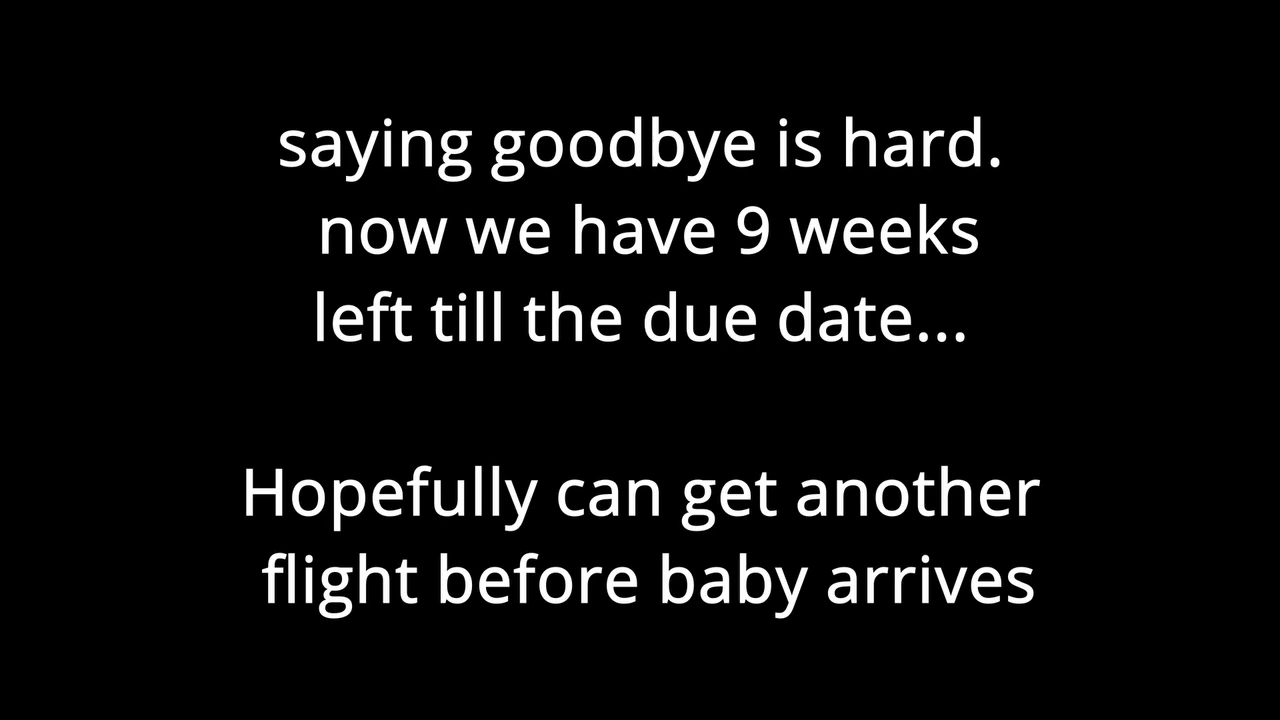 saying goodbye is hard.
now we have 9 weeks
left till the due date...
Hopefully can get another
flight before baby arrives